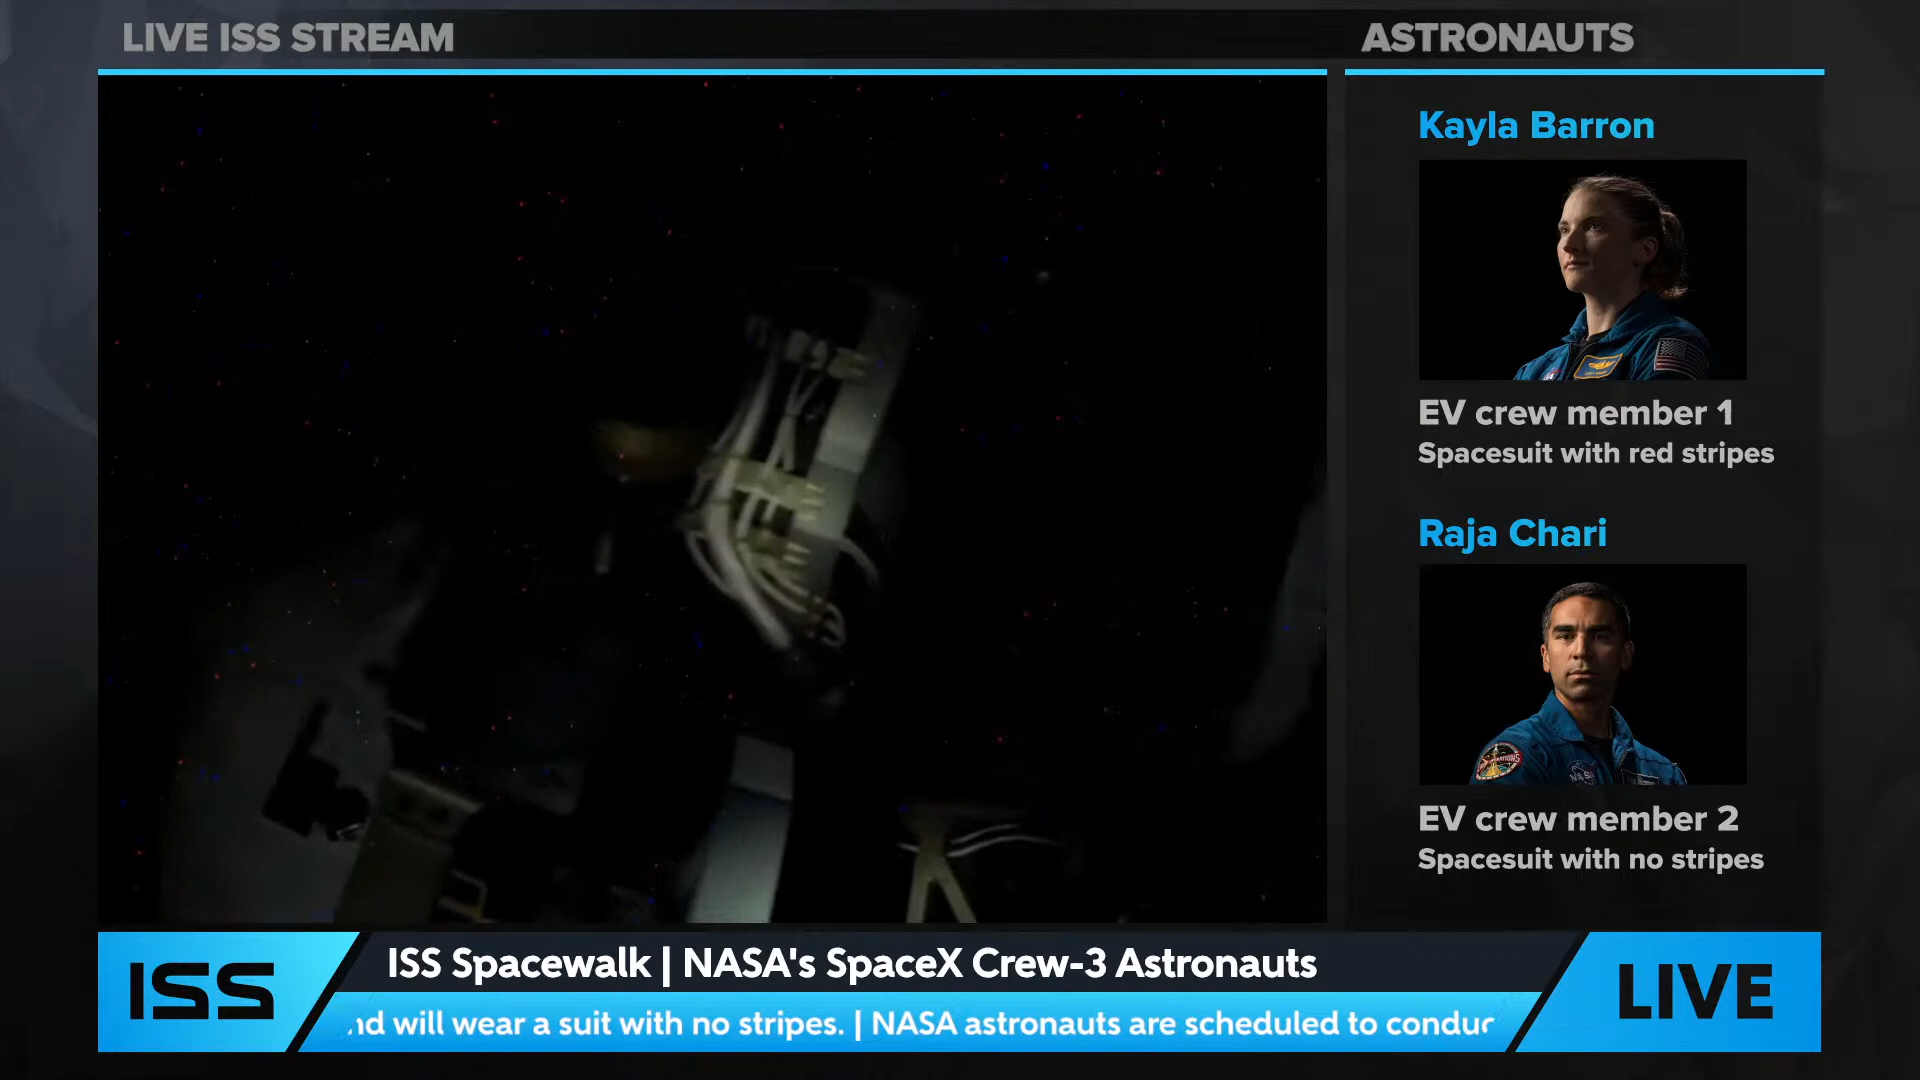 LIVE ISS STREAM
ASTRONAUTS
Kayla Barron
EV crew member 1
Spacesuit with red stripes
Raja Chari
EV crew member 2
Spacesuit with no stripes
ISS
ISS Spacewalk | NASA's SpaceX Crew-3 Astronauts
will wear a suit with no stripes. | NASA astronauts are scheduled to
LIVE